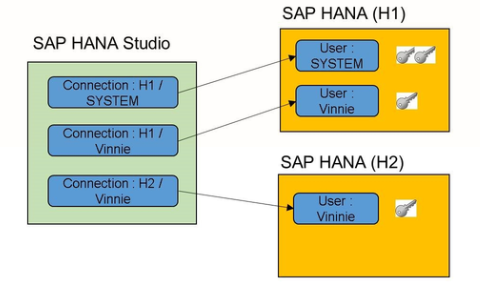 SAP HANA (H1)
SAP HANA Studio
User :
SYSTEM
Connection : H1 /
SYSTEM
User :
Vinnie
Connection : H1 /
Vinnie
SAP HANA (H2)
Connection : H2 /
Vinnie
User :
Vininie